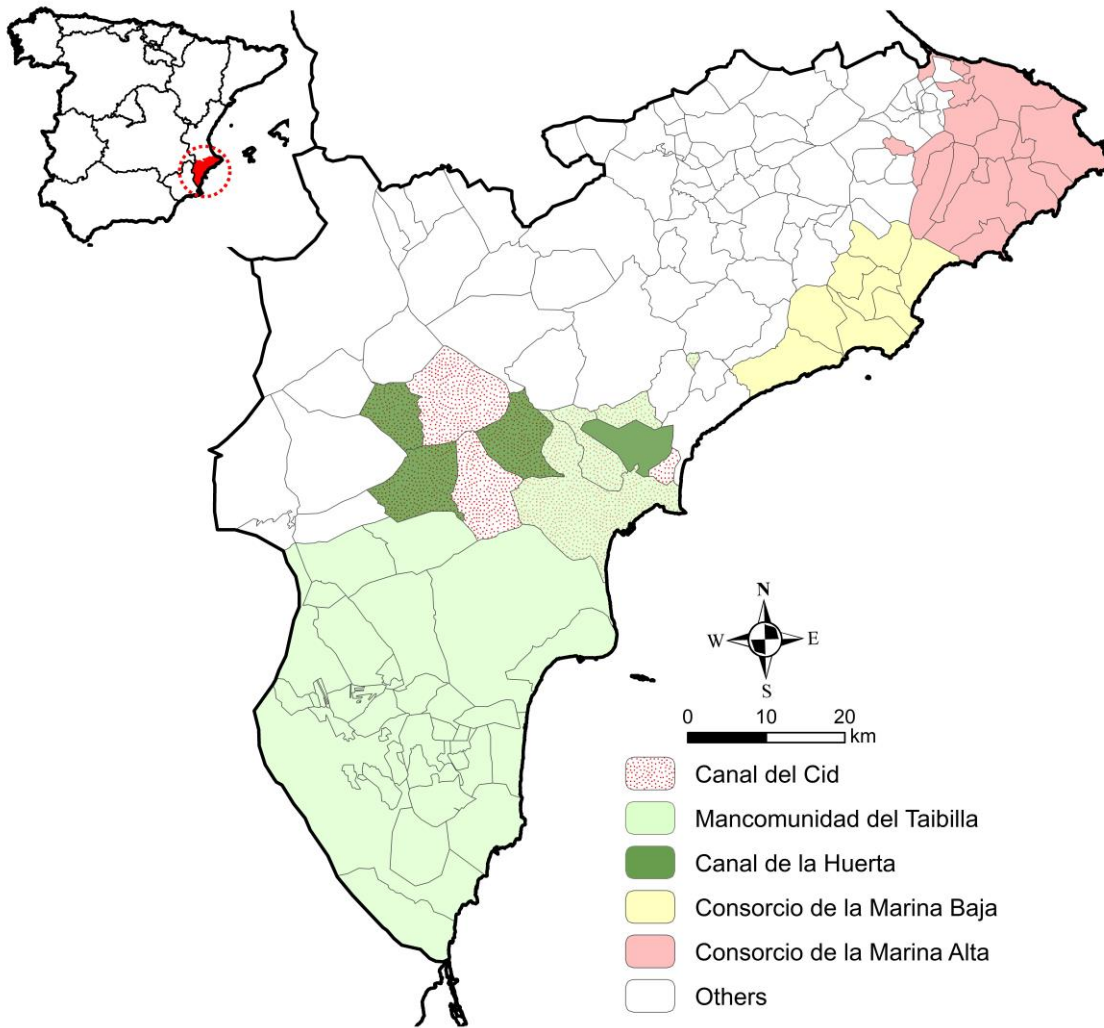 N
W E
S
0 10 20
km
Canal del Cid
Mancomunidad del Taibilla
Canal de la Huerta
Consorcio de la Marina Baja
Consorcio de la Marina Alta
Others